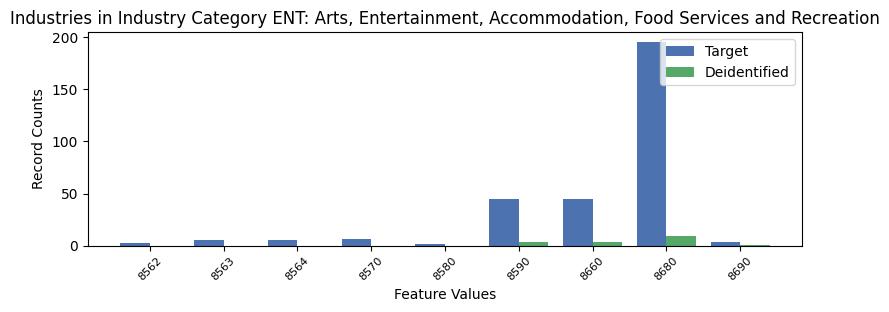 Industries in Industry Category ENT: Arts, Entertainment, Accommodation, Food Services and Recreation
200
150
100
50
0
Record Counts
Target
Deidentified
8562
8563
8564
8570
8580
8590
8660
8680
8690
Feature Values